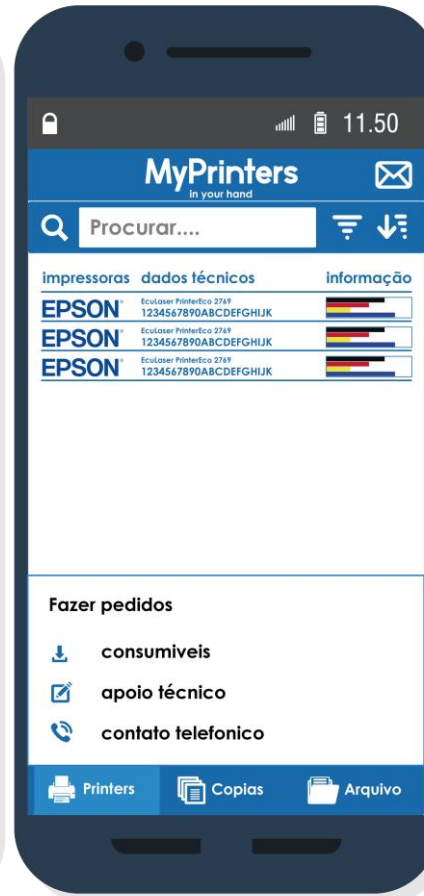 11.50
MyPrinters
in your hand
Procurar....
impressoras dados técnicos informação
EPSON EcuLaser PrinterEco 2769
1234567890ABCDEFGHIJK
EPSON EcuLaser PrinterEco 2769
1234567890ABCDEFGHIJK
EPSON EcuLaser PrinterEco 2769
1234567890ABCDEFGHIJK
Fazer pedidos
consumiveis
apoio técnico
contato telefonico
Printers Copias Arquivo